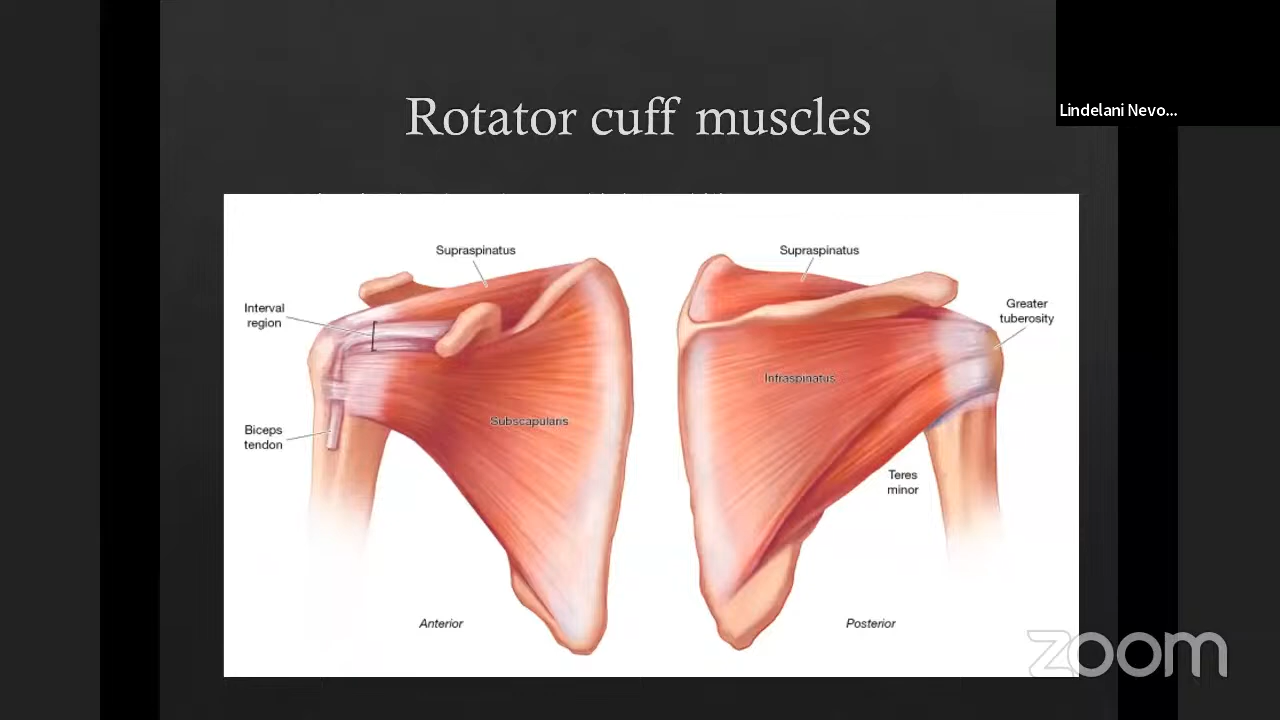 Rotator cuff muscles
Lindelani Nevo...
Supraspinatus
Interval
region
Subscapularis
Biceps
tendon
Anterior
Supraspinatus
Greater
tuberosity
Infraspinatus
Teres
minor
Posterior
zoom